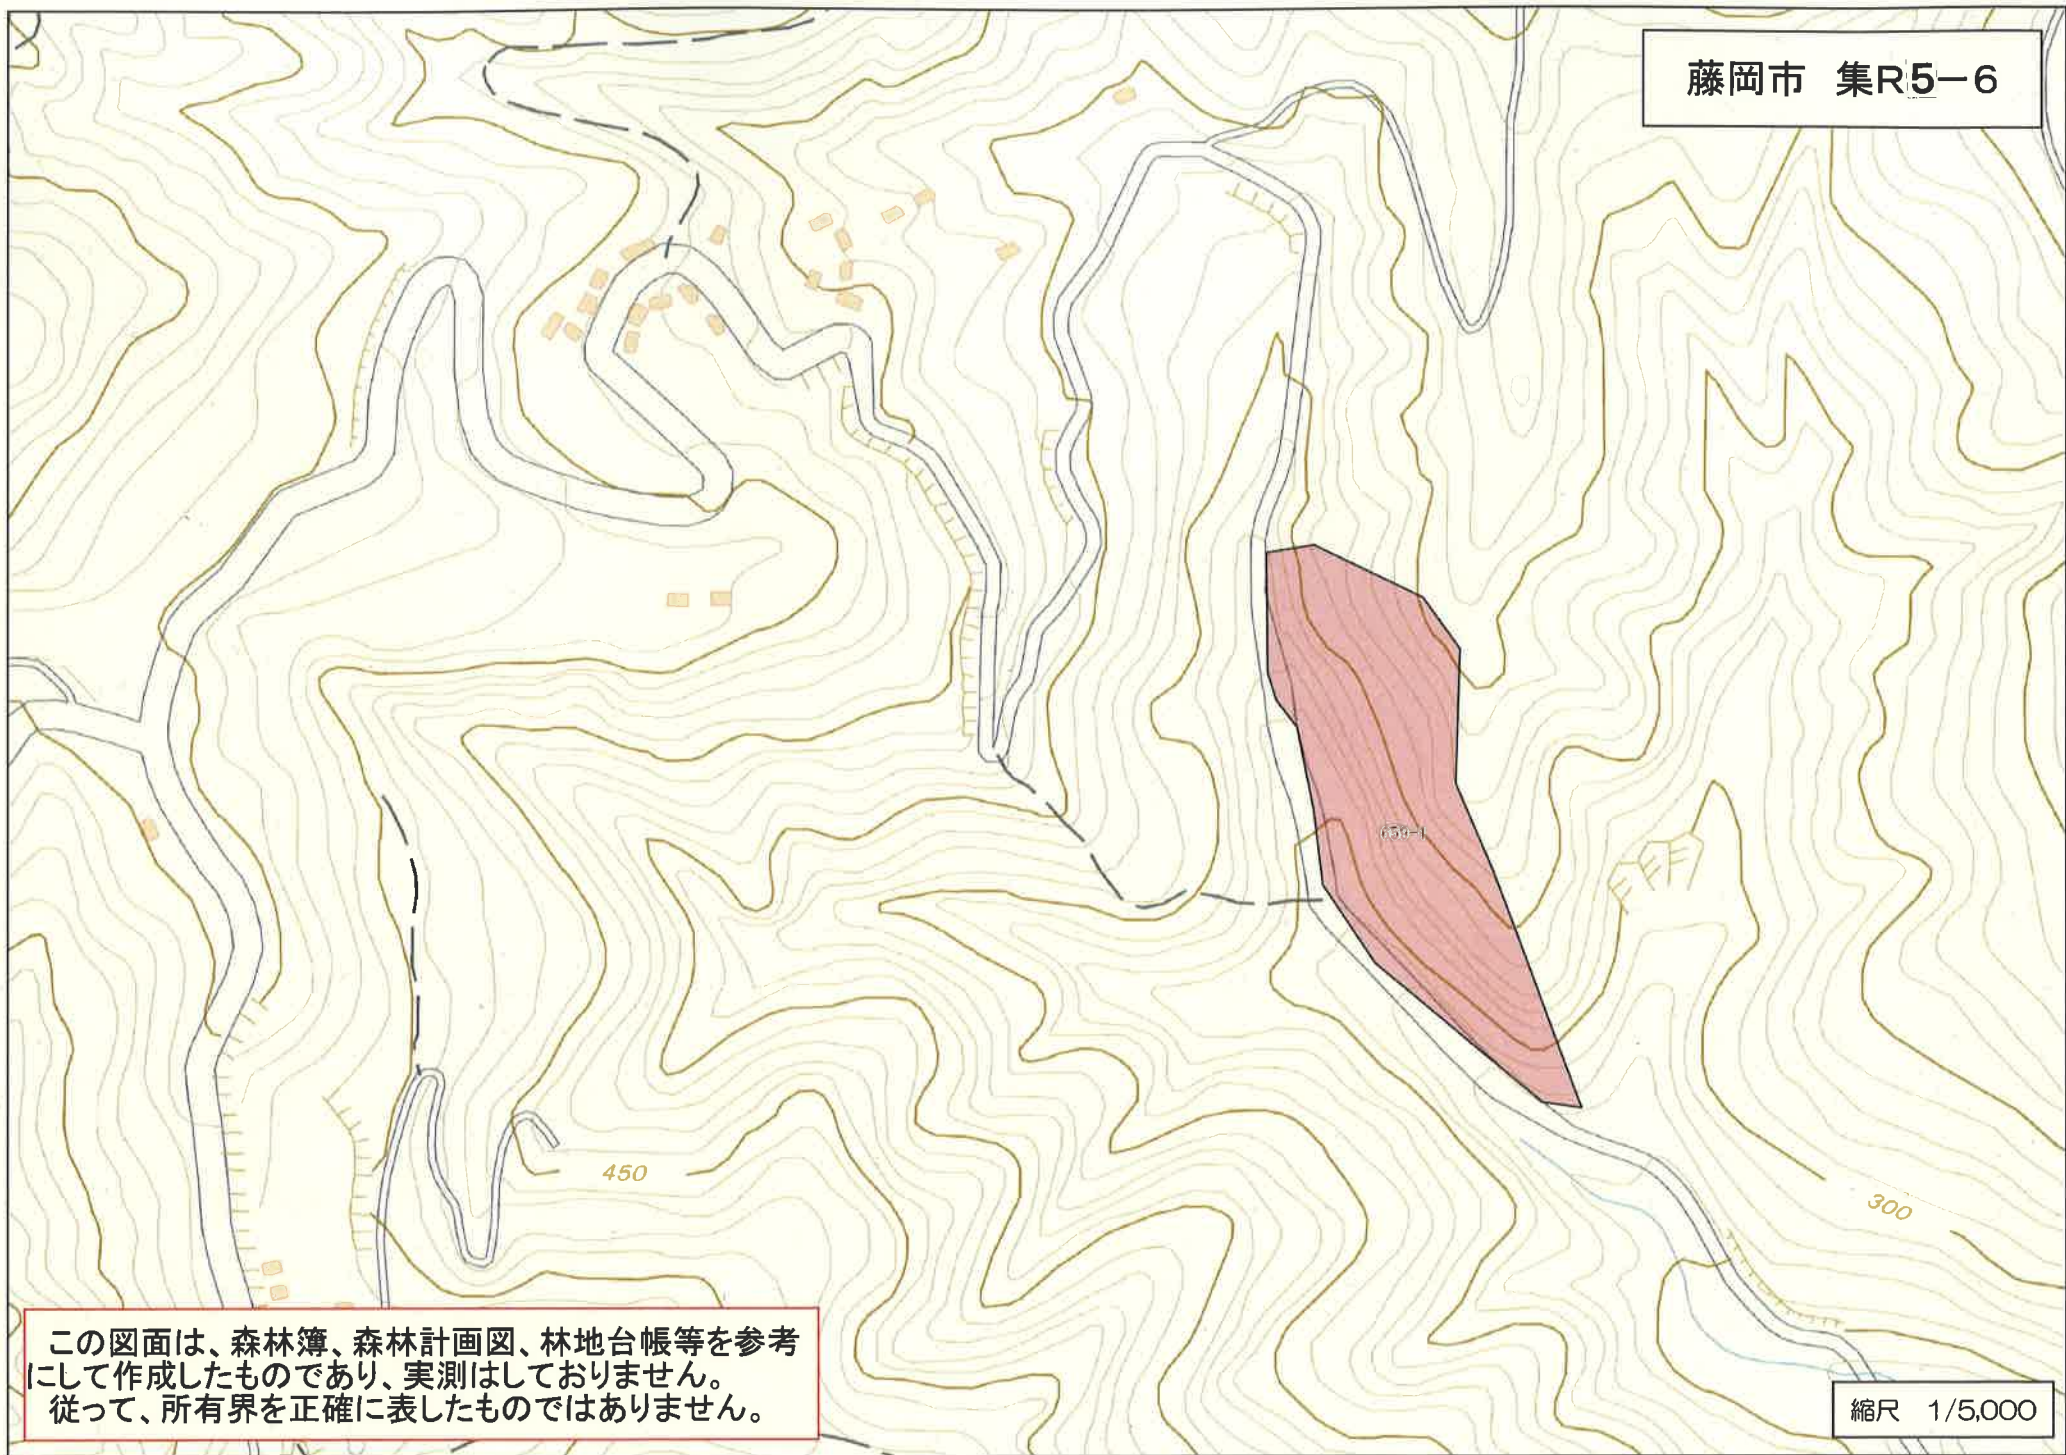 藤岡市　集R5－6
659-1
450
300
この図面は、森林簿、森林計画図、林地台帳等を参考
にして作成したものであり、実測はしておりません。
従って、所有界を正確に表したものではありません。
縮尺　1/5,000